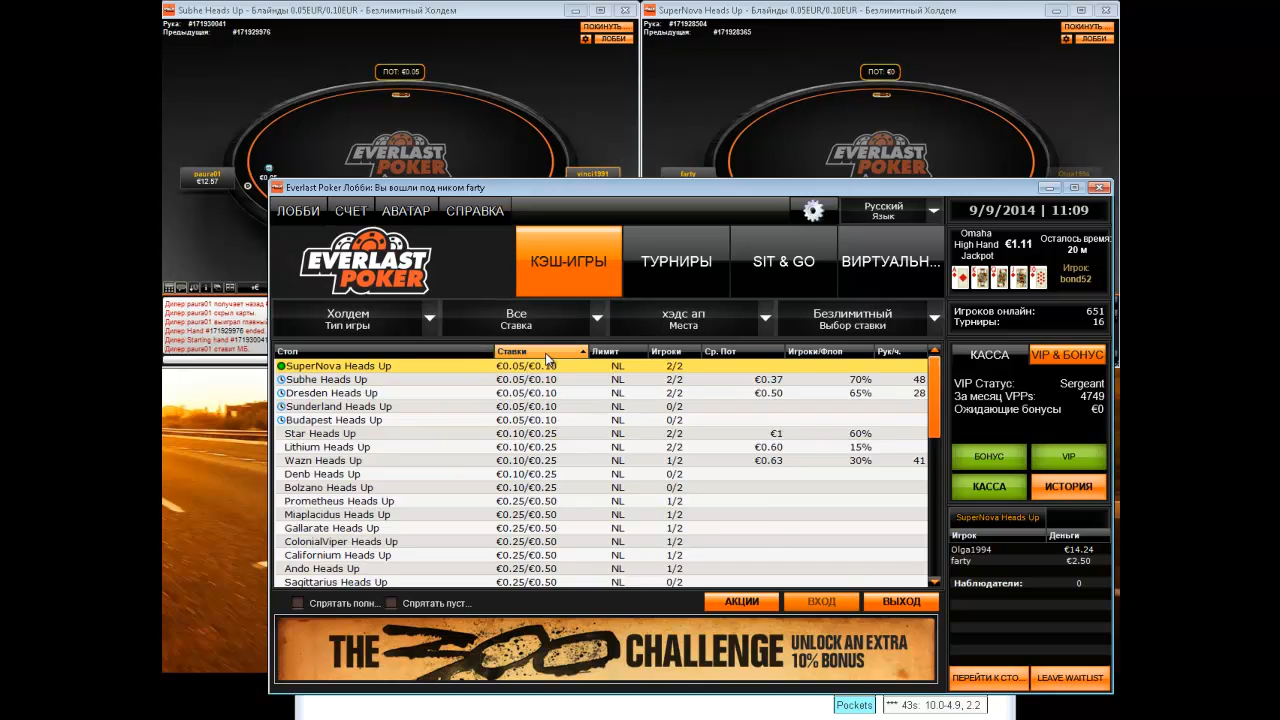 Subhe Heads Up - Блайнды 0.05EUR/0.10EUR - Безлимитный Холдем
SuperNova Heads Up - Блайнды 0.05EUR/0.10EUR - Безлимитный Холдем
Рука: #171930041
Предыдущая: #171929976
ПОКИНУТЬ...
ЛОББИ
Рука: #171928504
Предыдущая: #171928365
ПОКИНУТЬ...
ЛОББИ
ПОТ: €0.05
ПОТ: €0
EVERLAST
POKER
EVERLAST
POKER
paura01
€12.57
vinci1991
farty
Olga1994
Everlast Poker Лобби: Вы вошли под ником farty
ЛОББИ СЧЕТ АВАТАР СПРАВКА
Русский
Язык
9/9/2014 | 11:09
EVERLAST
POKER
КЭШ-ИГРЫ ТУРНИРЫ SIT & GO ВИРТУАЛЬН...
Omaha
High Hand
Jackpot
€1.11
Осталось время:
20 м
Игрок:
bond52
Дилер paura01 получает назад
Дилер paura01 скрыл карты.
Дилер paura01 выиграл главный
Дилер Hand #171929976 ended
Дилер Starting hand #171930041
Дилер paura01 ставит МБ.
Холдем
Тип игры
Все
Ставка
хэдс ап
Места
Безлимитный
Выбор ставки
Игроков онлайн: 651
Турниры: 16
Стол Ставки Лимит Игроки Ср. Пот Игроки/Флоп Рук/ч.
SuperNova Heads Up €0.05/€0.10 NL 2/2
Subhe Heads Up €0.05/€0.10 NL 2/2 €0.37 70% 48
Dresden Heads Up €0.05/€0.10 NL 2/2 €0.50 65% 28
Sunderland Heads Up €0.05/€0.10 NL 0/2
Budapest Heads Up €0.05/€0.10 NL 0/2
Star Heads Up €0.10/€0.25 NL 2/2 €1 60%
Lithium Heads Up €0.10/€0.25 NL 2/2 €0.60 15%
Wazn Heads Up €0.10/€0.25 NL 1/2 €0.63 30% 41
Denb Heads Up €0.10/€0.25 NL 0/2
Bolzano Heads Up €0.10/€0.25 NL 0/2
Prometheus Heads Up €0.25/€0.50 NL 1/2
Miaplacidus Heads Up €0.25/€0.50 NL 1/2
Gallarate Heads Up €0.25/€0.50 NL 1/2
ColonialViper Heads Up €0.25/€0.50 NL 1/2
Californium Heads Up €0.25/€0.50 NL 1/2
Ando Heads Up €0.25/€0.50 NL 1/2
Sagittarius Heads Up €0.25/€0.50 NL 0/2
КАССА VIP & БОНУС
VIP Статус: Sergeant
За месяц VPPs: 4749
Ожидающие бонусы €0
БОНУС VIP
КАССА ИСТОРИЯ
SuperNova Heads Up
Игрок Деньги
Olga1994 €14.24
farty €2.50
Наблюдатели: 0
Спрятать полн... Спрятать пуст...
АКЦИИ ВХОД ВЫХОД
THE 300 CHALLENGE UNLOCK AN EXTRA
10% BONUS
ПЕРЕЙТИ К СТО... LEAVE WAITLIST
Pockets *** 43s: 10.0-4.9, 2.2